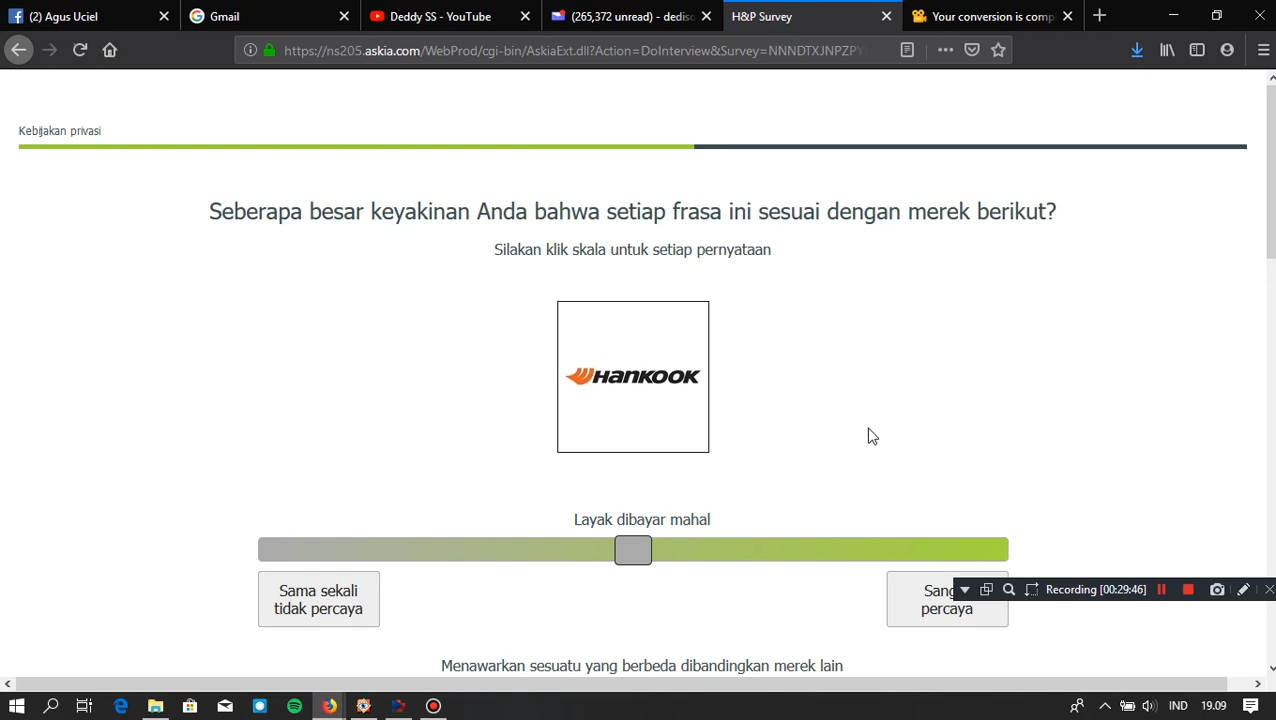 (2) Agus Uciel
Gmail
Deddy SS - YouTube
(265,372 unread) - dedisc
H&P Survey
Your conversion is comp
https://ns205.askia.com/WebProd/cgi-bin/AskiaExt.dll?Action=DoInterview&Survey=NNNDTXJNPZPY
Kebijakan privasi
Seberapa besar keyakinan Anda bahwa setiap frasa ini sesuai dengan merek berikut?
Silakan klik skala untuk setiap pernyataan
HANKOOK
Layak dibayar mahal
Sama sekali
tidak percaya
Sang
percaya
Recording [00:29:46]
Menawarkan sesuatu yang berbeda dibandingkan merek lain
IND
19.09